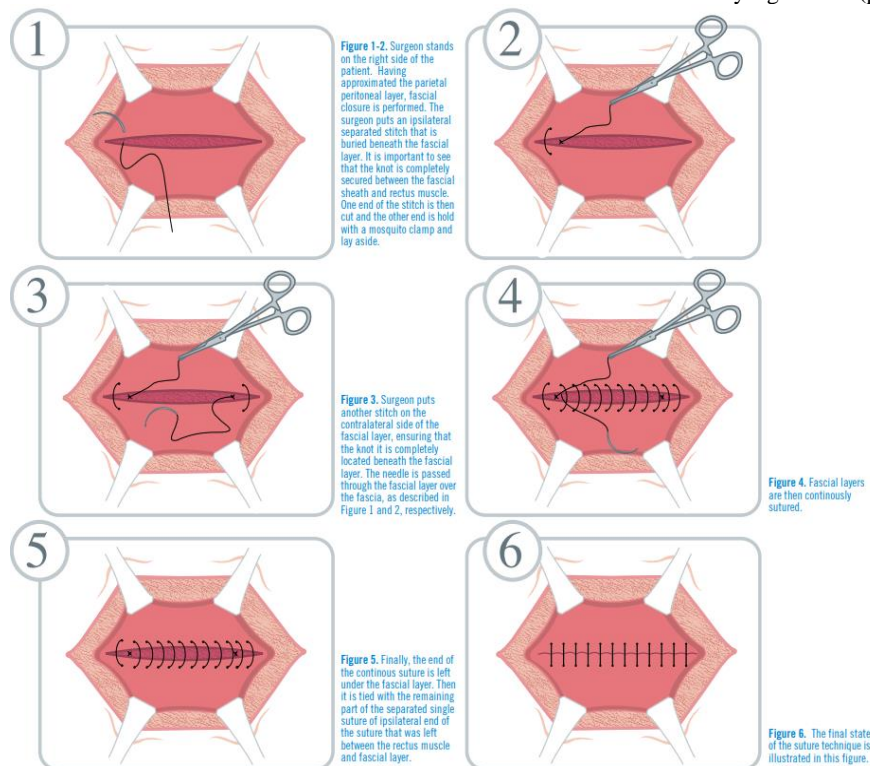 1
Figure 1-2. Surgeon stands
on the right side of the
patient. Having
approximated the parietal
peritoneal layer, fascial
closure is performed. The
surgeon puts an ipsilateral
separated stitch that is
buried beneath the fascial
layer. It is important to see
that the knot is completely
secured between the fascial
sheath and rectus muscle.
One end of the stitch is then
cut and the other end is hold
with a mosquito clamp and
lay aside.
2
3
Figure 3. Surgeon puts
another stitch on the
contralateral side of the
fascial layer, ensuring that
the knot it is completely
located beneath the fascial
layer. The needle is passed
through the fascial layer over
the fascia, as described in
Figure 1 and 2, respectively.
4
Figure 4. Fascial layers
are then continously
sutured.
5
Figure 5. Finally, the end of
the continous suture is left
under the fascial layer. Then
it is tied with the remaining
part of the separated single
suture of ipsilateral end of
the suture that was left
between the rectus muscle
and fascial layer.
6
Figure 6. The final state
of the suture technique is
illustrated in this figure.